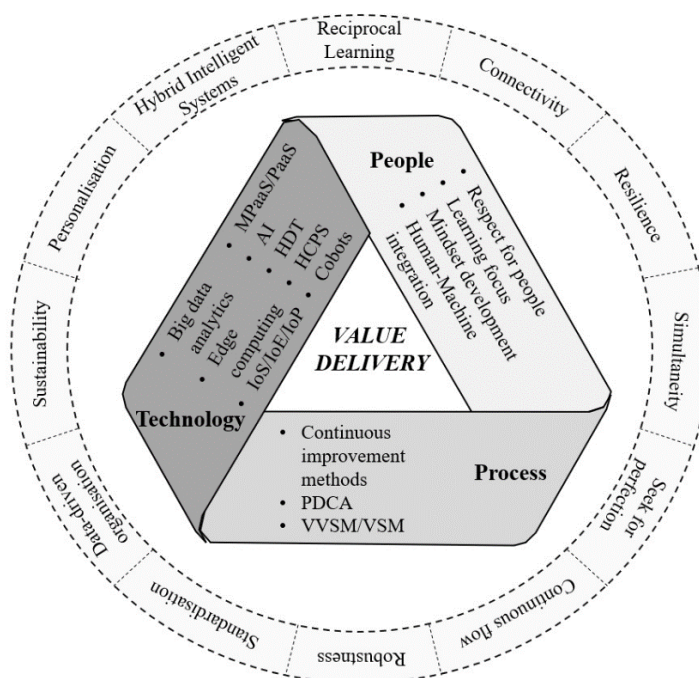 Reciprocal
Learning
Connectivity
Resilience
Simultaneity
Seek for
perfection
Continuous flow
Robustness
Standardisation
Data-driven
organisation
Sustainability
Personalisation
Hybrid Intelligent
Systems
People
• Respect for people
• Learning focus
• Mindset development
• Human-Machine
integration
• MPaaS/PaaS
• AI
• HDT
• HCPS
• Cobots
• Big data
analytics
• Edge
computing
• IoS/IoE/IoP
Technology
VALUE
DELIVERY
• Continuous
improvement
methods
• PDCA
• VVSM/VSM
Process